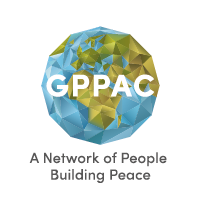 GPPAC
A Network of People
Building Peace